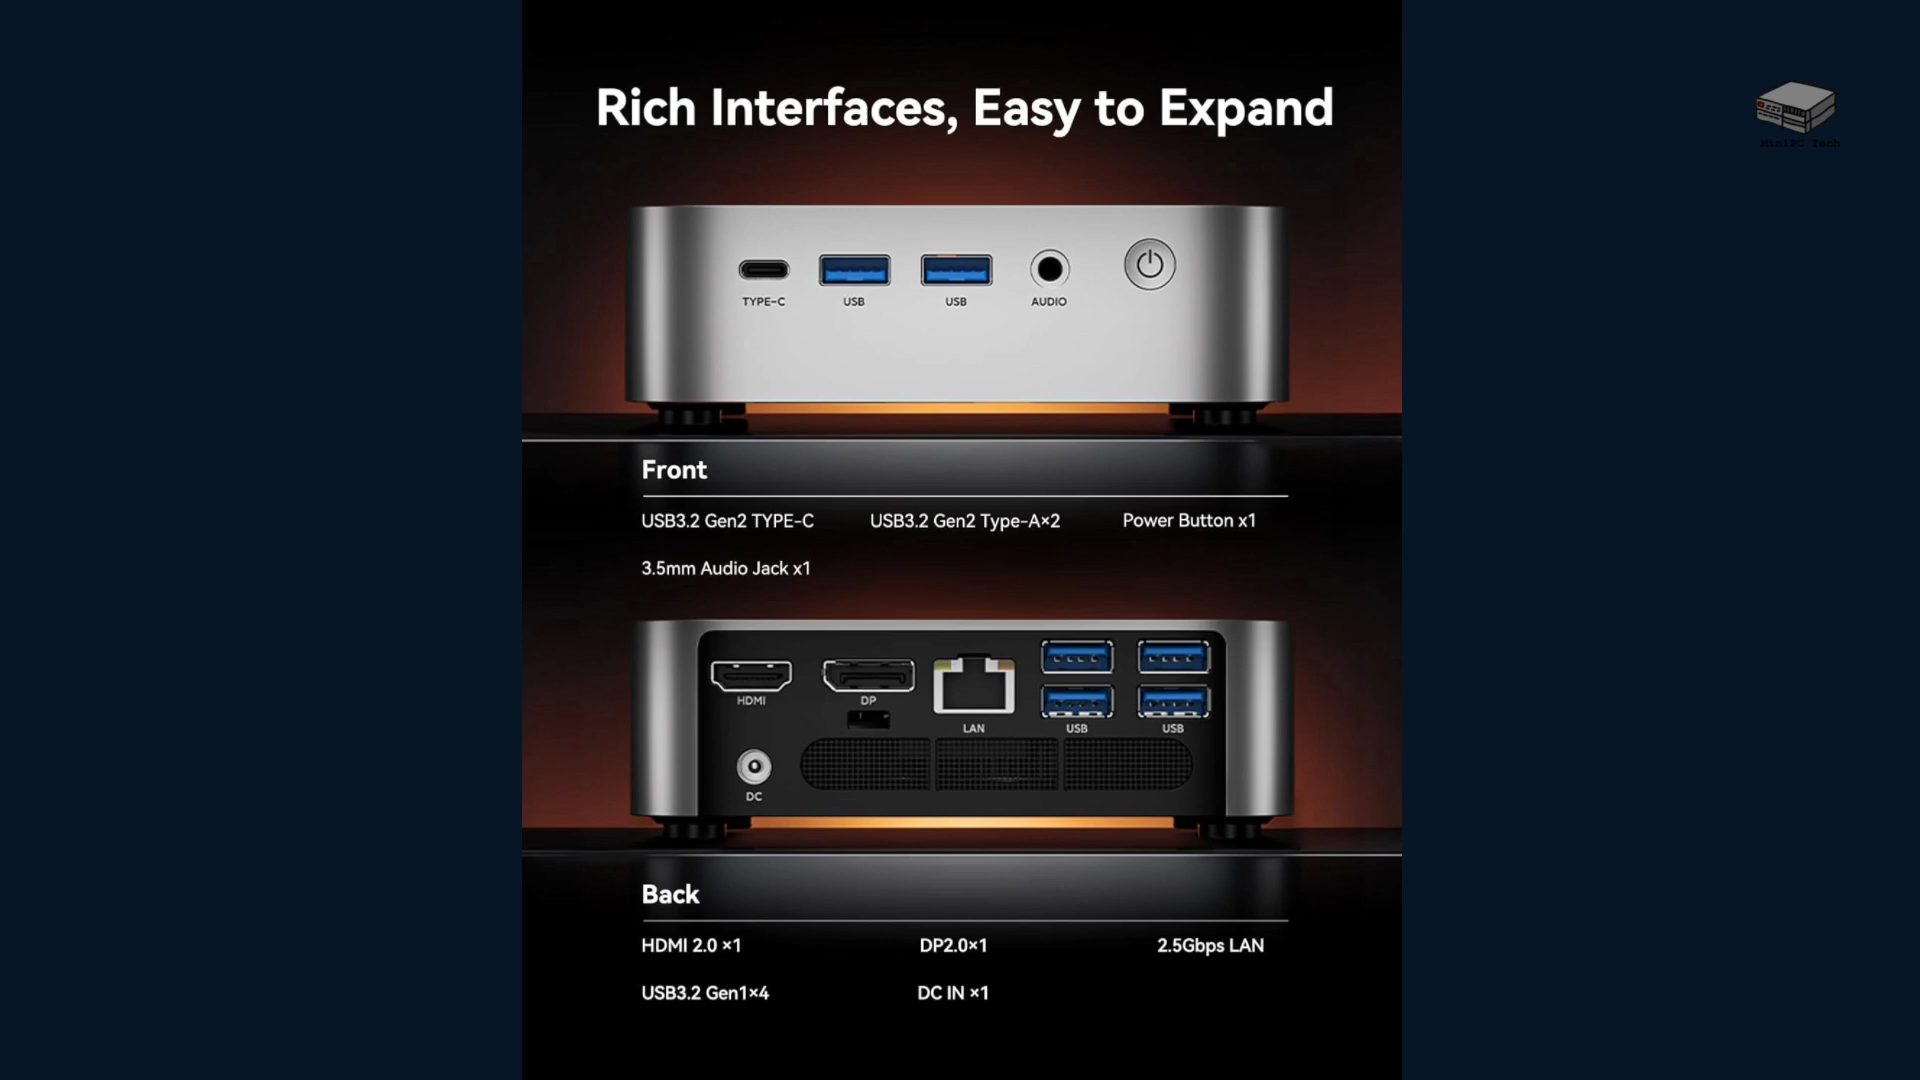 Rich Interfaces, Easy to Expand
MiniPC Tech
TYPE-C USB USB AUDIO
Front
USB3.2 Gen2 TYPE-C USB3.2 Gen2 Type-A×2 Power Button x1
3.5mm Audio Jack x1
HDMI DP LAN USB USB
DC
Back
HDMI 2.0 ×1 DP2.0×1 2.5Gbps LAN
USB3.2 Gen1×4 DC IN ×1